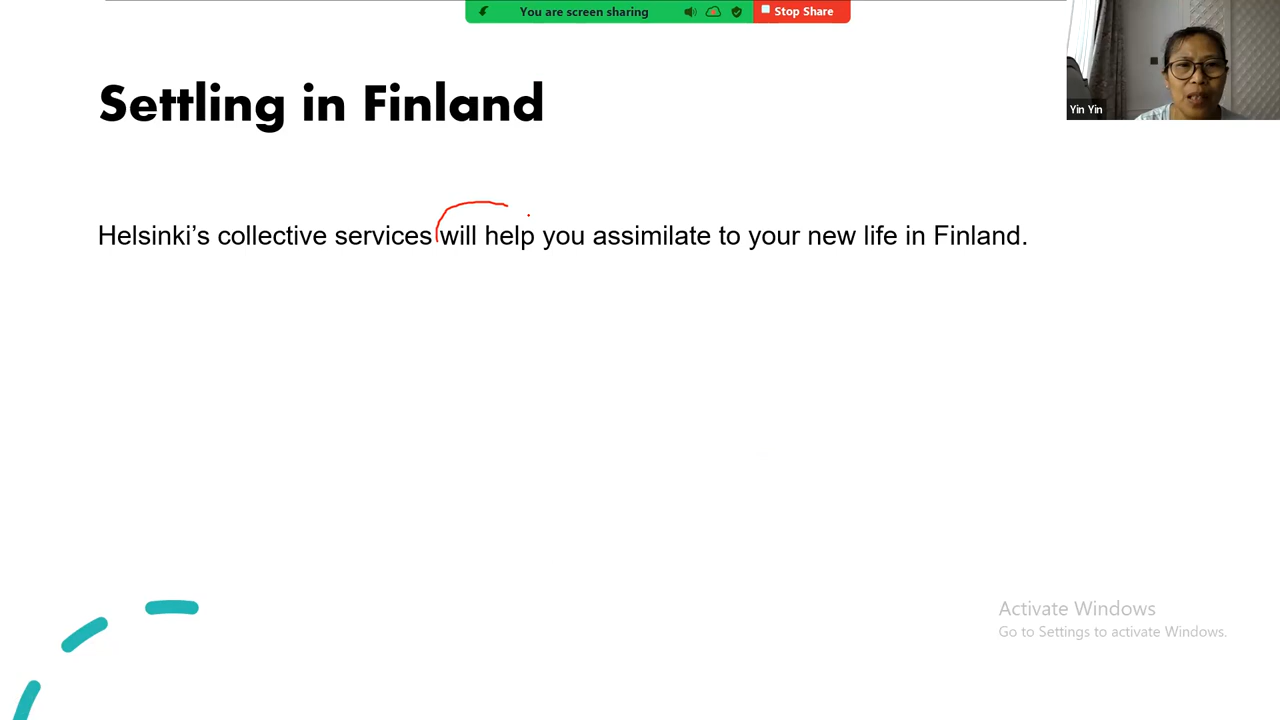 You are screen sharing
Stop Share
Yin Yin
Settling in Finland
Helsinki’s collective services will help you assimilate to your new life in Finland.
Activate Windows
Go to Settings to activate Windows.